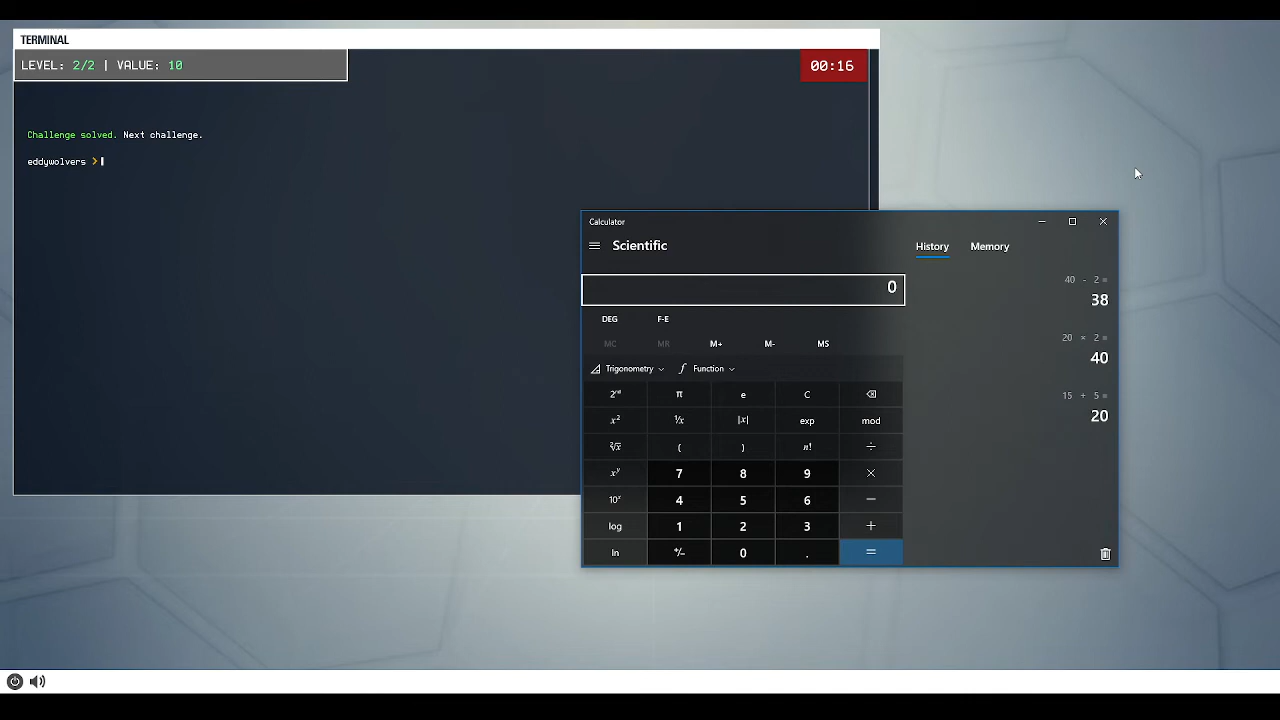 TERMINAL
LEVEL: 2/2 | VALUE: 10
00:16
Challenge solved. Next challenge.
eddywolvers >
Calculator
Scientific
History Memory
0
40 - 2 =
38
20 × 2 =
40
15 + 5 =
20
DEG F-E
MC MR M+ M- MS
Trigonometry Function
2ⁿᵈ π e C
x² ¹/x |x| exp mod
²√x ( ) n! ÷
xʸ 7 8 9 ×
10ˣ 4 5 6 −
log 1 2 3 +
ln +/− 0 . =